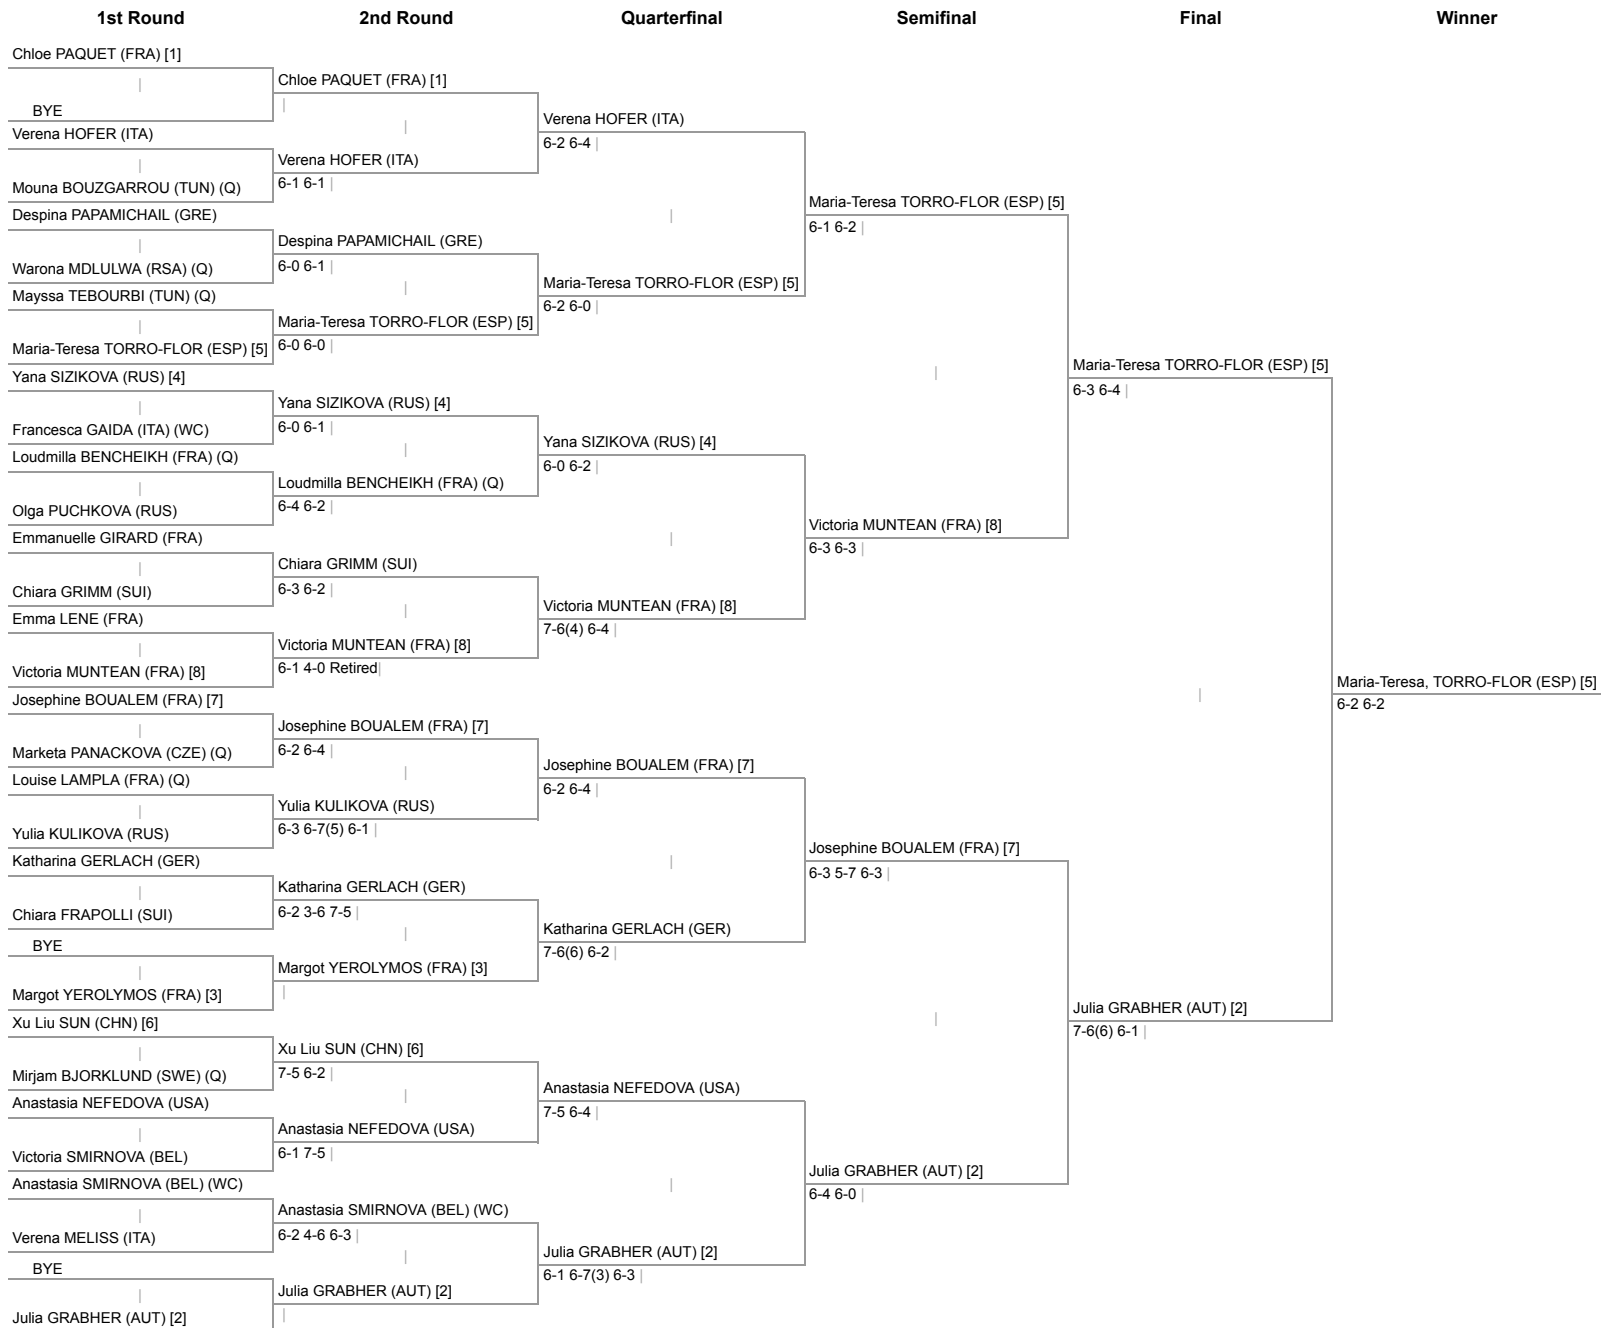 1st Round
2nd Round
Quarterfinal
Semifinal
Final
Winner
Chloe PAQUET (FRA) [1]
BYE
Verena HOFER (ITA)
Mouna BOUZGARROU (TUN) (Q)
Despina PAPAMICHAIL (GRE)
Warona MDLULWA (RSA) (Q)
Mayssa TEBOURBI (TUN) (Q)
Maria-Teresa TORRO-FLOR (ESP) [5]
Yana SIZIKOVA (RUS) [4]
Francesca GAIDA (ITA) (WC)
Loudmilla BENCHEIKH (FRA) (Q)
Olga PUCHKOVA (RUS)
Emmanuelle GIRARD (FRA)
Chiara GRIMM (SUI)
Emma LENE (FRA)
Victoria MUNTEAN (FRA) [8]
Josephine BOUALEM (FRA) [7]
Marketa PANACKOVA (CZE) (Q)
Louise LAMPLA (FRA) (Q)
Yulia KULIKOVA (RUS)
Katharina GERLACH (GER)
Chiara FRAPOLLI (SUI)
BYE
Margot YEROLYMOS (FRA) [3]
Xu Liu SUN (CHN) [6]
Mirjam BJORKLUND (SWE) (Q)
Anastasia NEFEDOVA (USA)
Victoria SMIRNOVA (BEL)
Anastasia SMIRNOVA (BEL) (WC)
Verena MELISS (ITA)
BYE
Julia GRABHER (AUT) [2]
Chloe PAQUET (FRA) [1]
Verena HOFER (ITA)
6-1 6-1
Despina PAPAMICHAIL (GRE)
6-0 6-1
Maria-Teresa TORRO-FLOR (ESP) [5]
6-0 6-0
Yana SIZIKOVA (RUS) [4]
6-0 6-1
Loudmilla BENCHEIKH (FRA) (Q)
6-4 6-2
Chiara GRIMM (SUI)
6-3 6-2
Victoria MUNTEAN (FRA) [8]
6-1 4-0 Retired
Josephine BOUALEM (FRA) [7]
6-2 6-4
Yulia KULIKOVA (RUS)
6-3 6-7(5) 6-1
Katharina GERLACH (GER)
6-2 3-6 7-5
Margot YEROLYMOS (FRA) [3]
Xu Liu SUN (CHN) [6]
7-5 6-2
Anastasia NEFEDOVA (USA)
6-1 7-5
Anastasia SMIRNOVA (BEL) (WC)
6-2 4-6 6-3
Julia GRABHER (AUT) [2]
Verena HOFER (ITA)
6-2 6-4
Maria-Teresa TORRO-FLOR (ESP) [5]
6-2 6-0
Yana SIZIKOVA (RUS) [4]
6-0 6-2
Victoria MUNTEAN (FRA) [8]
7-6(4) 6-4
Josephine BOUALEM (FRA) [7]
6-2 6-4
Katharina GERLACH (GER)
7-6(6) 6-2
Anastasia NEFEDOVA (USA)
7-5 6-4
Julia GRABHER (AUT) [2]
6-1 6-7(3) 6-3
Maria-Teresa TORRO-FLOR (ESP) [5]
6-1 6-2
Victoria MUNTEAN (FRA) [8]
6-3 6-3
Josephine BOUALEM (FRA) [7]
6-3 5-7 6-3
Julia GRABHER (AUT) [2]
6-4 6-0
Maria-Teresa TORRO-FLOR (ESP) [5]
6-3 6-4
Julia GRABHER (AUT) [2]
7-6(6) 6-1
Maria-Teresa, TORRO-FLOR (ESP) [5]
6-2 6-2